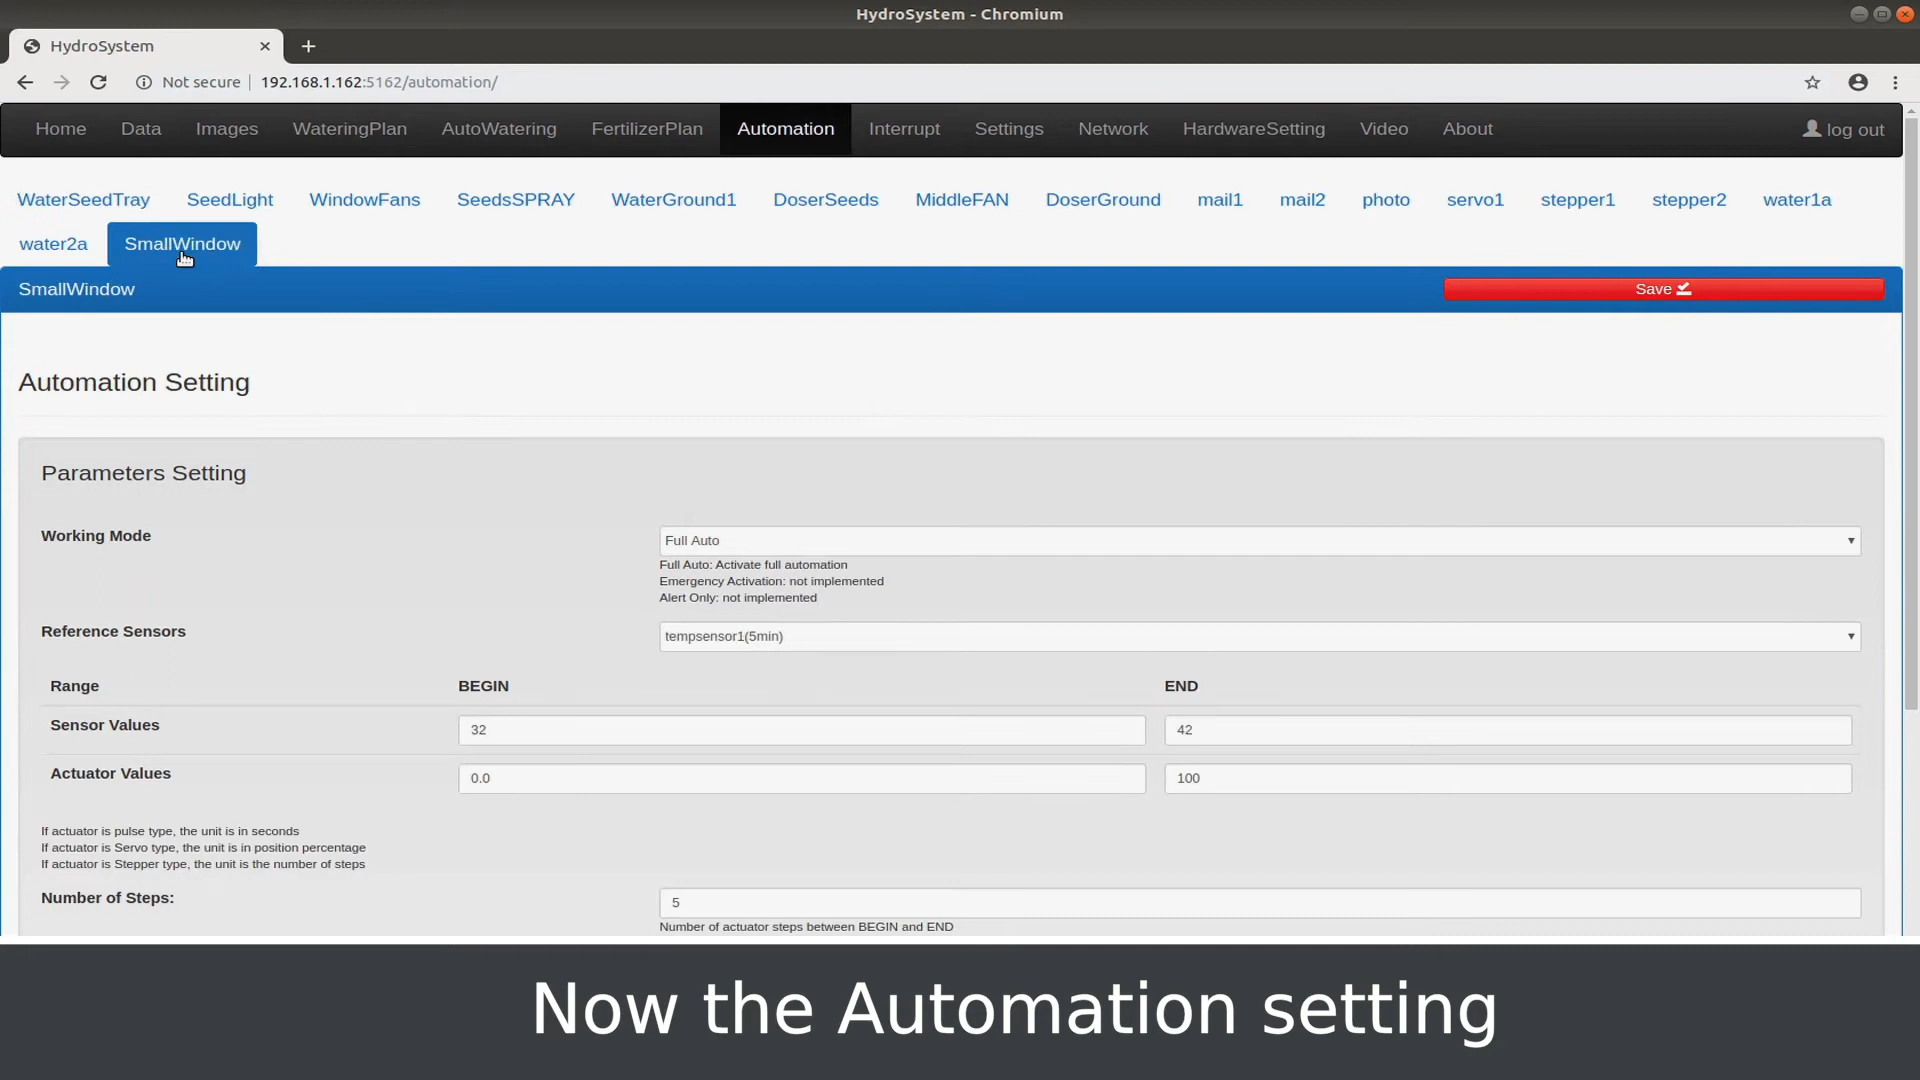 HydroSystem - Chromium
HydroSystem
Not secure 192.168.1.162:5162/automation/
Home Data Images WateringPlan AutoWatering FertilizerPlan Automation Interrupt Settings Network HardwareSetting Video About log out
WaterSeedTray SeedLight WindowFans SeedsSPRAY WaterGround1 DoserSeeds MiddleFAN DoserGround mail1 mail2 photo servo1 stepper1 stepper2 water1a
water2a SmallWindow
SmallWindow Save
Automation Setting
Parameters Setting
Working Mode Full Auto
Full Auto: Activate full automation
Emergency Activation: not implemented
Alert Only: not implemented
Reference Sensors tempsensor1(5min)
Range BEGIN END
Sensor Values 32 42
Actuator Values 0.0 100
If actuator is pulse type, the unit is in seconds
If actuator is Servo type, the unit is in position percentage
If actuator is Stepper type, the unit is the number of steps
Number of Steps: 5
Number of actuator steps between BEGIN and END
Now the Automation setting